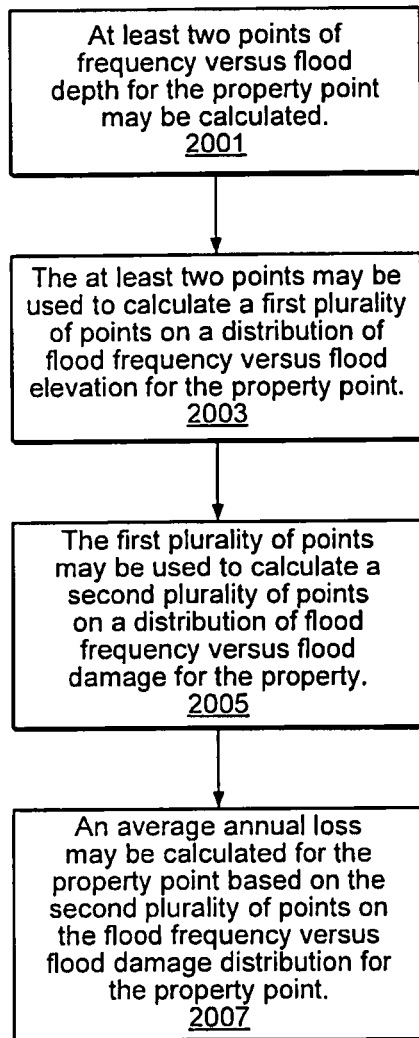 At least two points of
frequency versus flood
depth for the property point
may be calculated.
2001
The at least two points may be
used to calculate a first plurality
of points on a distribution of
flood frequency versus flood
elevation for the property point.
2003
The first plurality of points
may be used to calculate a
second plurality of points
on a distribution of flood
frequency versus flood
damage for the property.
2005
An average annual loss
may be calculated for the
property point based on the
second plurality of points on
the flood frequency versus
flood damage distribution for
the property point.
2007